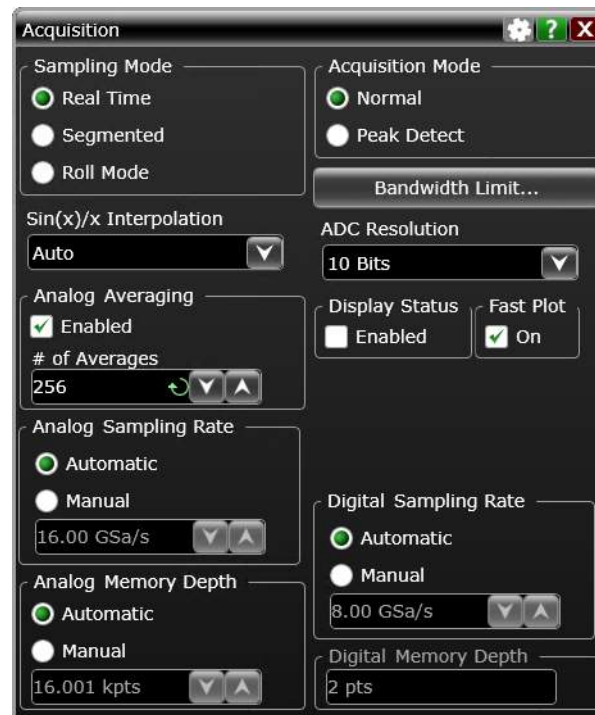 Acquisition
?
X
Sampling Mode
Real Time
Segmented
Roll Mode
Acquisition Mode
Normal
Peak Detect
Bandwidth Limit...
Sin(x)/x Interpolation
Auto
ADC Resolution
10 Bits
Analog Averaging
Enabled
# of Averages
256
Display Status
Enabled
Fast Plot
On
Analog Sampling Rate
Automatic
Manual
16.00 GSa/s
Digital Sampling Rate
Automatic
Manual
8.00 GSa/s
Analog Memory Depth
Automatic
Manual
16.001 kpts
Digital Memory Depth
2 pts